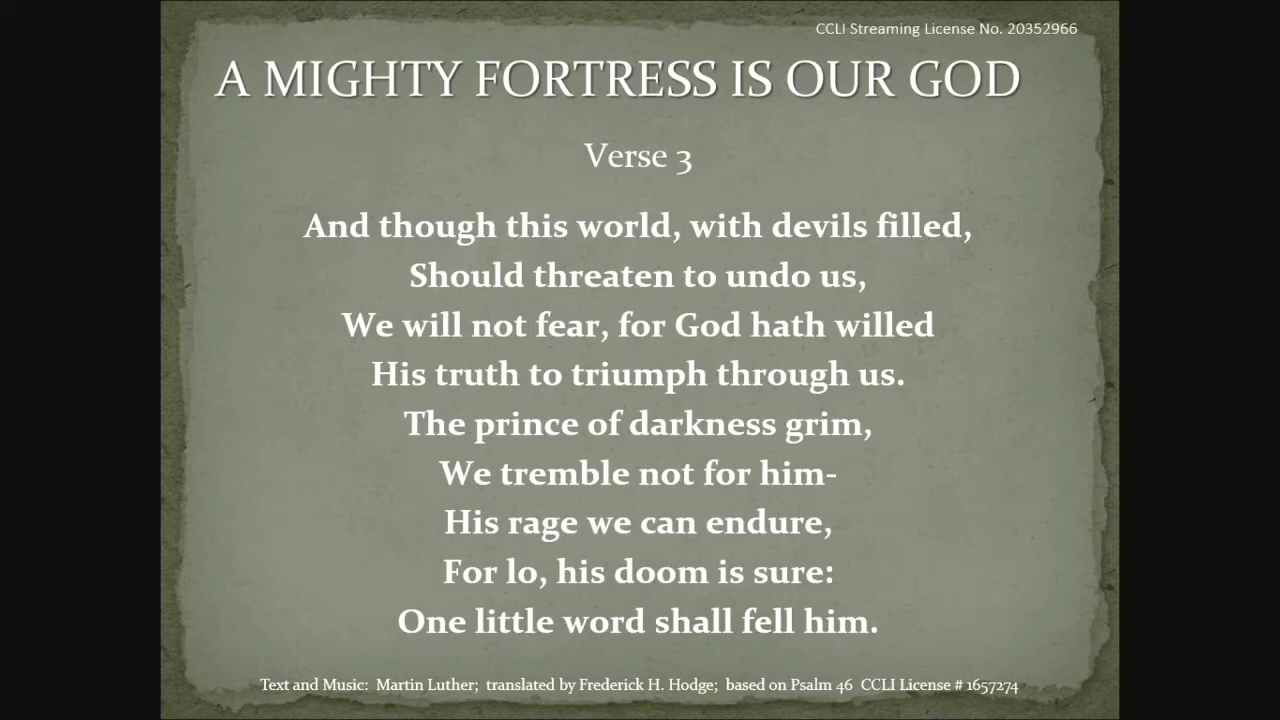 CCLI Streaming License No. 20352966
A MIGHTY FORTRESS IS OUR GOD
Verse 3
And though this world, with devils filled,
Should threaten to undo us,
We will not fear, for God hath willed
His truth to triumph through us.
The prince of darkness grim,
We tremble not for him-
His rage we can endure,
For lo, his doom is sure:
One little word shall fell him.
Text and Music: Martin Luther; translated by Frederick H. Hodge; based on Psalm 46 CCLI License # 1657274